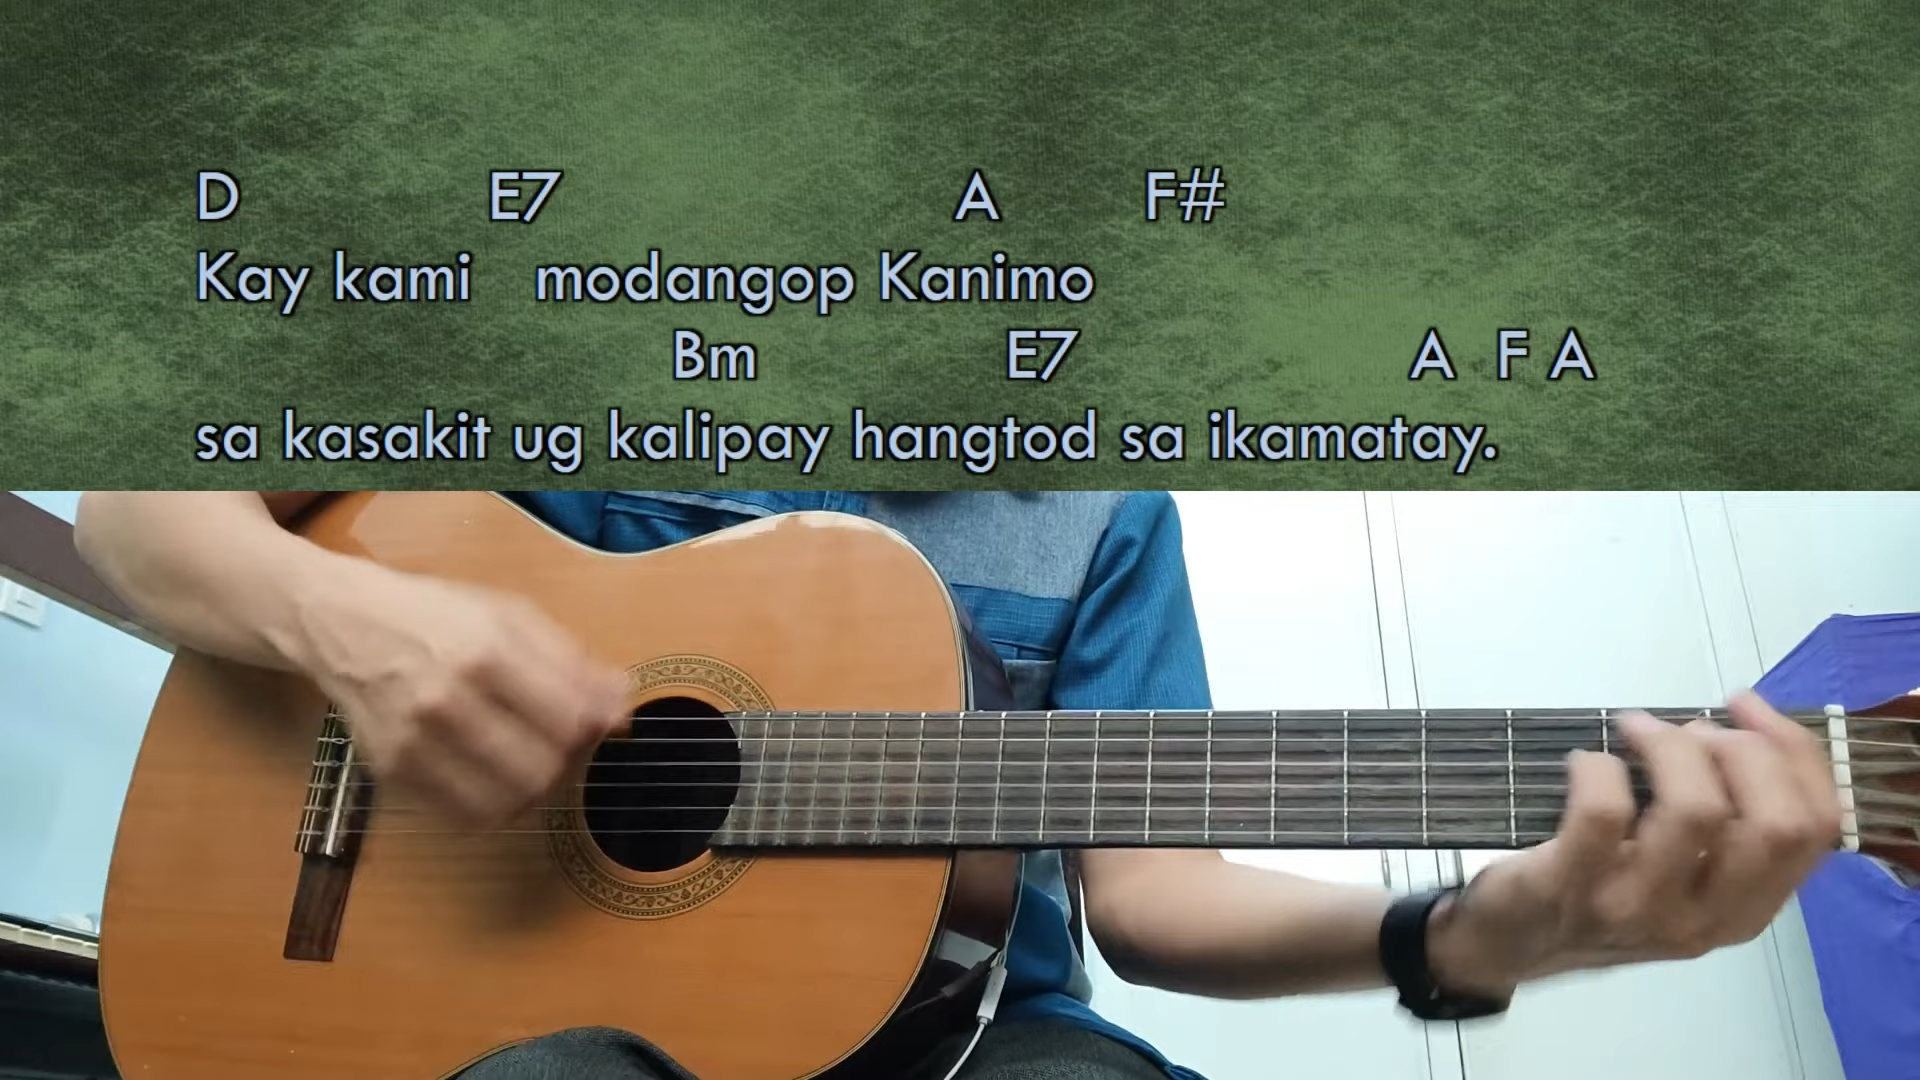 D E7 A F#
Kay kami modangop Kanimo
Bm E7 A F A
sa kasakit ug kalipay hangtod sa ikamatay.